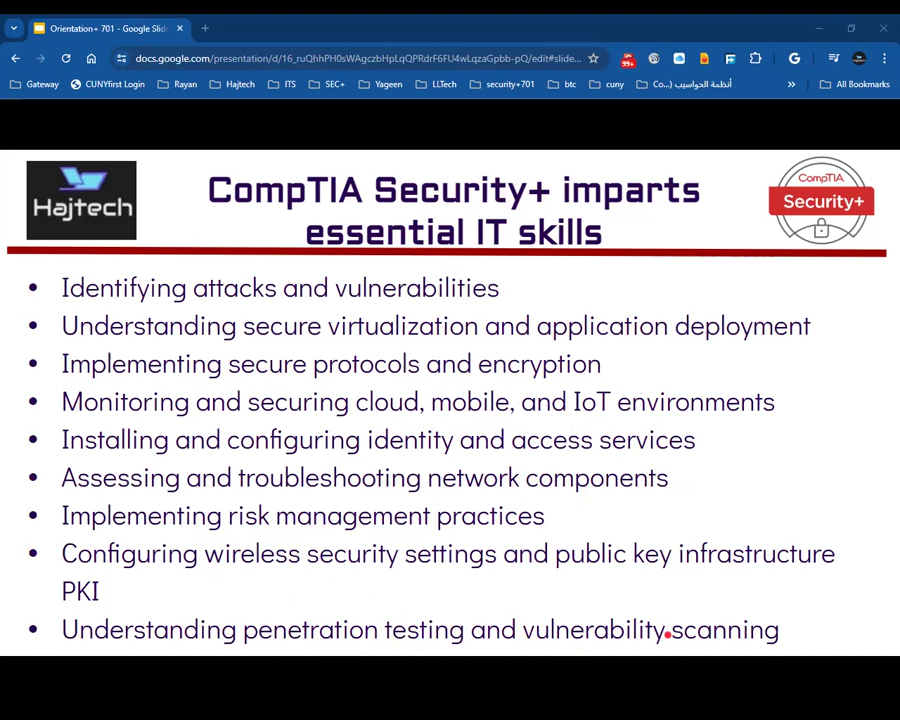 Orientation+ 701 - Google Slid
docs.google.com/presentation/d/16_ruQhhPH0sWAgczbHpLqQPRdrF6FU4wLqzaGpbb-pQ/edit#slide...
99+
G
Gateway
CUNYfirst Login
Rayan
Hajtech
ITS
SEC+
Yageen
LLTech
security+701
btc
cuny
أنظمة الحواسيب (...Co
All Bookmarks
Hajtech
CompTIA Security+ imparts
essential IT skills
CompTIA
Security+
• Identifying attacks and vulnerabilities
• Understanding secure virtualization and application deployment
• Implementing secure protocols and encryption
• Monitoring and securing cloud, mobile, and IoT environments
• Installing and configuring identity and access services
• Assessing and troubleshooting network components
• Implementing risk management practices
• Configuring wireless security settings and public key infrastructure
PKI
• Understanding penetration testing and vulnerability scanning